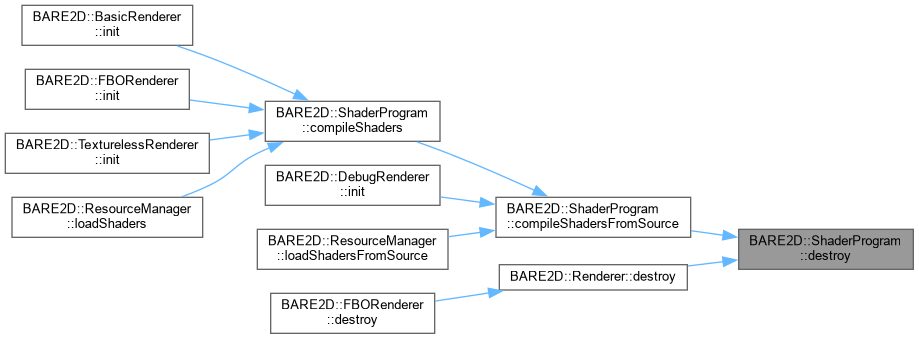 BARE2D::BasicRenderer
::init
BARE2D::FBORenderer
::init
BARE2D::TexturelessRenderer
::init
BARE2D::ResourceManager
::loadShaders
BARE2D::ShaderProgram
::compileShaders
BARE2D::DebugRenderer
::init
BARE2D::ResourceManager
::loadShadersFromSource
BARE2D::FBORenderer
::destroy
BARE2D::ShaderProgram
::compileShadersFromSource
BARE2D::Renderer::destroy
BARE2D::ShaderProgram
::destroy